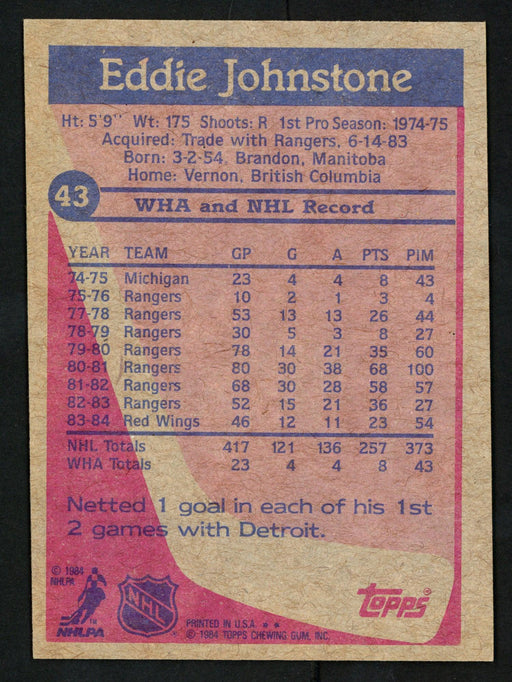 Eddie Johnstone
Ht: 5'9" Wt: 175 Shoots: R 1st Pro Season: 1974-75
Acquired: Trade with Rangers, 6-14-83
Born: 3-2-54, Brandon, Manitoba
Home: Vernon, British Columbia
43
WHA and NHL Record
YEAR TEAM GP G A PTS PiM
74-75 Michigan 23 4 4 8 43
75-76 Rangers 10 2 1 3 4
77-78 Rangers 53 13 13 26 44
78-79 Rangers 30 5 3 8 27
79-80 Rangers 78 14 21 35 60
80-81 Rangers 80 30 38 68 100
81-82 Rangers 68 30 28 58 57
82-83 Rangers 52 15 21 36 27
83-84 Red Wings 46 12 11 23 54
NHL Totals 417 121 136 257 373
WHA Totals 23 4 4 8 43
Netted 1 goal in each of his 1st
2 games with Detroit.
© 1984
NHLPA
NHLPA
TM
NHL
TOPPS®
PRINTED IN U.S.A. ★★
© 1984 TOPPS CHEWING GUM, INC.